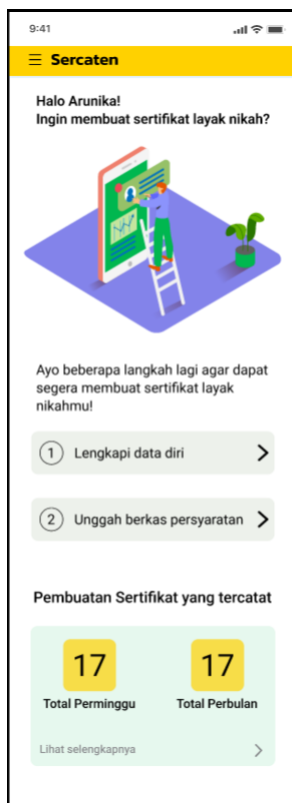 9:41
Sercaten
Halo Arunika!
Ingin membuat sertifikat layak nikah?
Ayo beberapa langkah lagi agar dapat
segera membuat sertifikat layak
nikahmu!
1 Lengkapi data diri
2 Unggah berkas persyaratan
Pembuatan Sertifikat yang tercatat
17 17
Total Perminggu Total Perbulan
Lihat selengkapnya